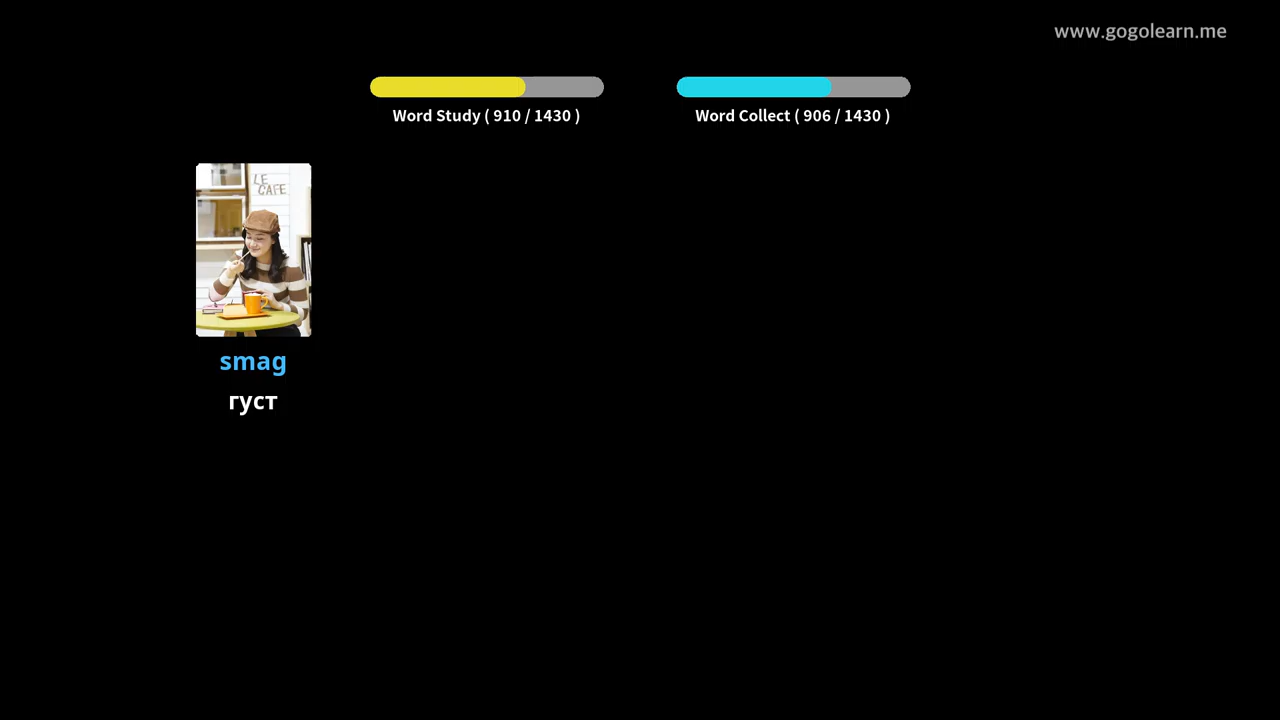 www.gogolearn.me
Word Study ( 910 / 1430 )
Word Collect ( 906 / 1430 )
LE
CAFE
smag
густ